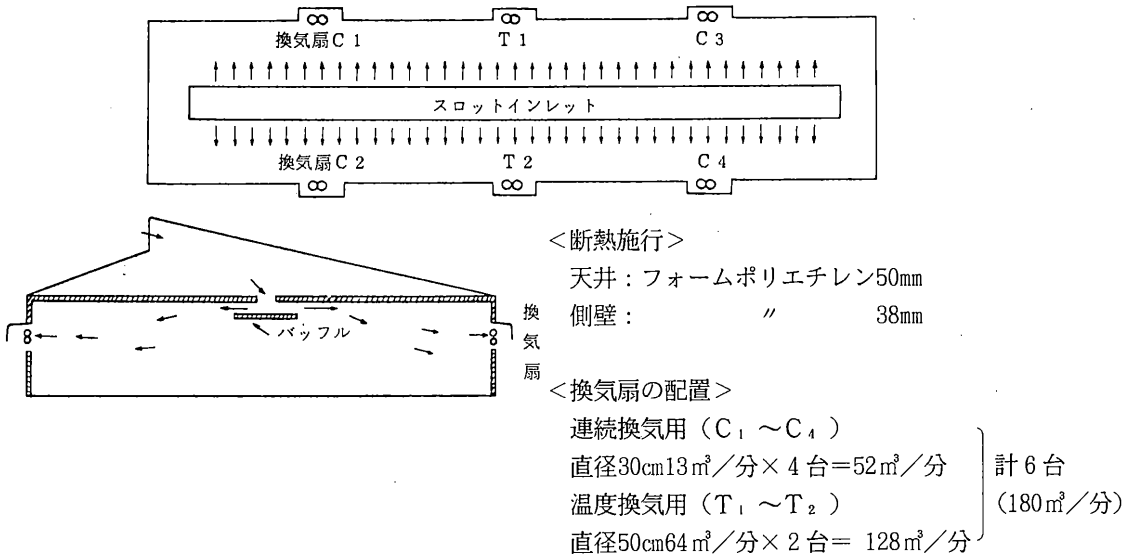 換気扇C1
T1
C3
スロットインレット
換気扇C2
T2
C4
バッフル
換気扇
＜断熱施行＞
天井：フォームポリエチレン50mm
側壁：　〃　38mm
＜換気扇の配置＞
連続換気用（C₁～C₄）
直径30cm13㎥／分×4台＝52㎥／分
温度換気用（T₁～T₂）
直径50cm64㎥／分×2台＝128㎥／分
計6台
（180㎥／分）